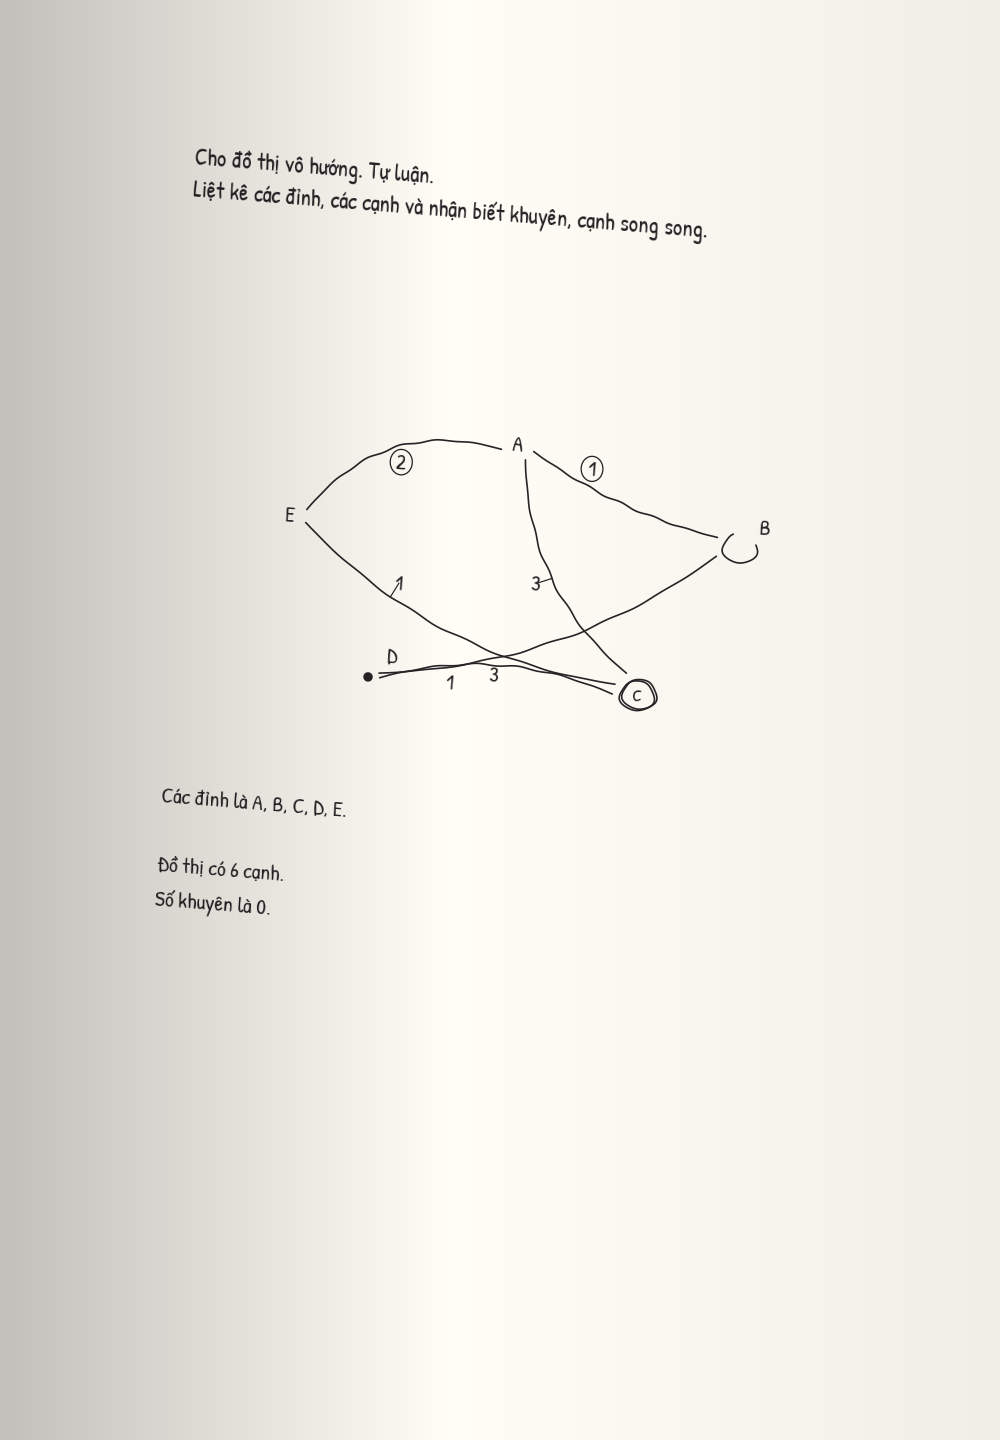 Cho đồ thị vô hướng. Tự luận.
Liệt kê các đỉnh, các cạnh và nhận biết khuyên, cạnh song song.
A
2
1
E
B
1
3
D
1
3
C
Các đỉnh là A, B, C, D, E.
Đồ thị có 6 cạnh.
Số khuyên là 0.